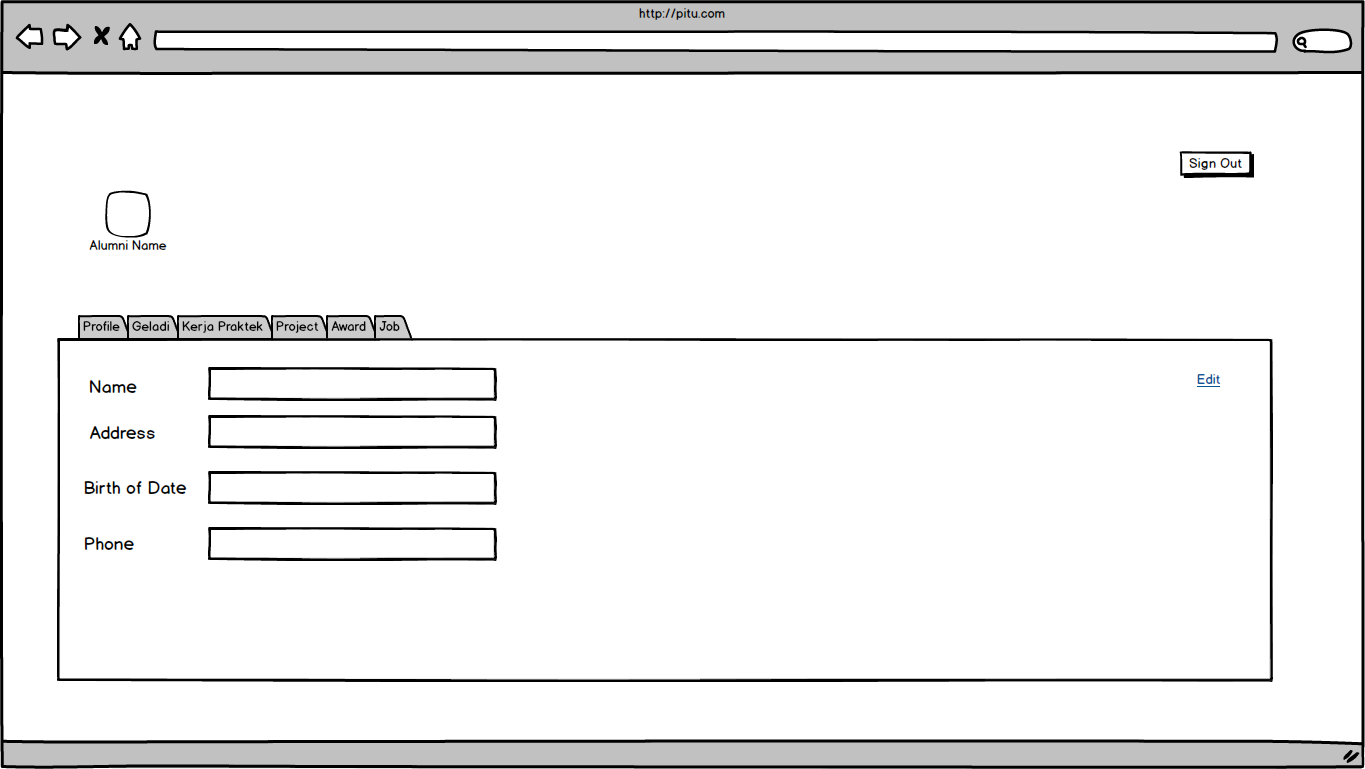 http://pitu.com
Sign Out
Alumni Name
Profile Geladi Kerja Praktek Project Award Job
Name
Edit
Address
Birth of Date
Phone